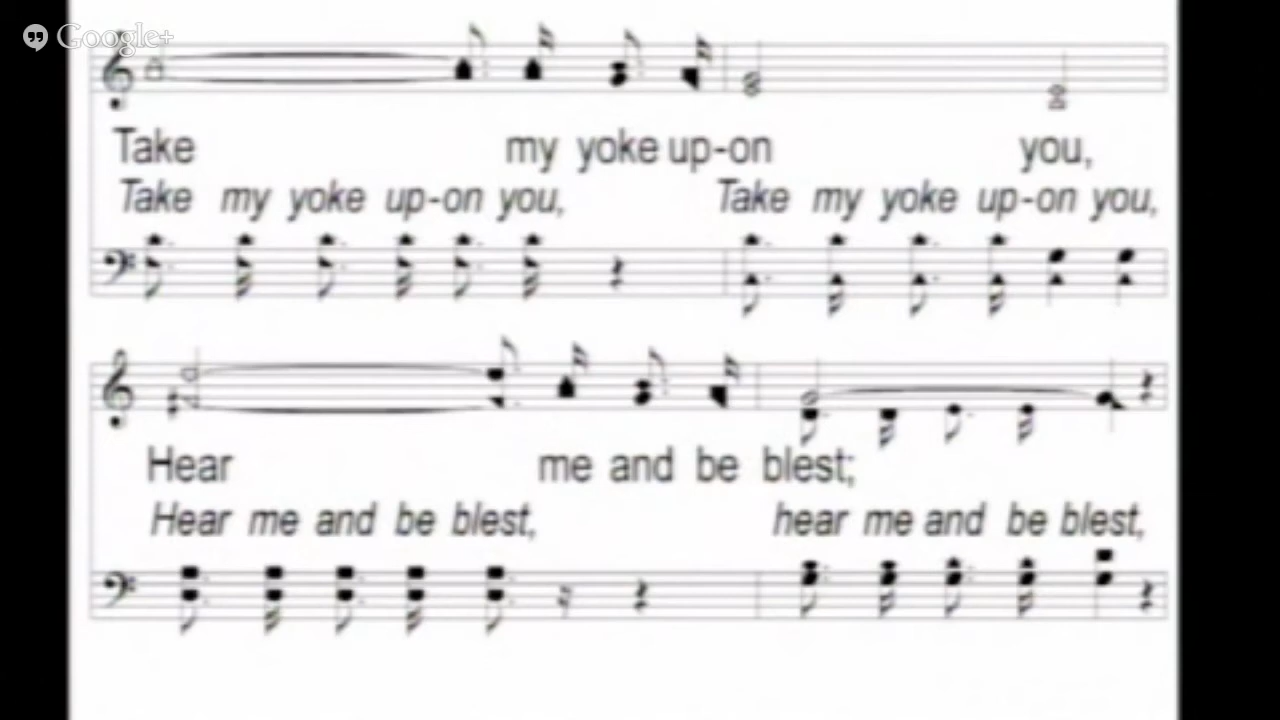 Google+
Take my yoke up-on you,
Take my yoke up-on you, Take my yoke up-on you,
Hear me and be blest;
Hear me and be blest, hear me and be blest,